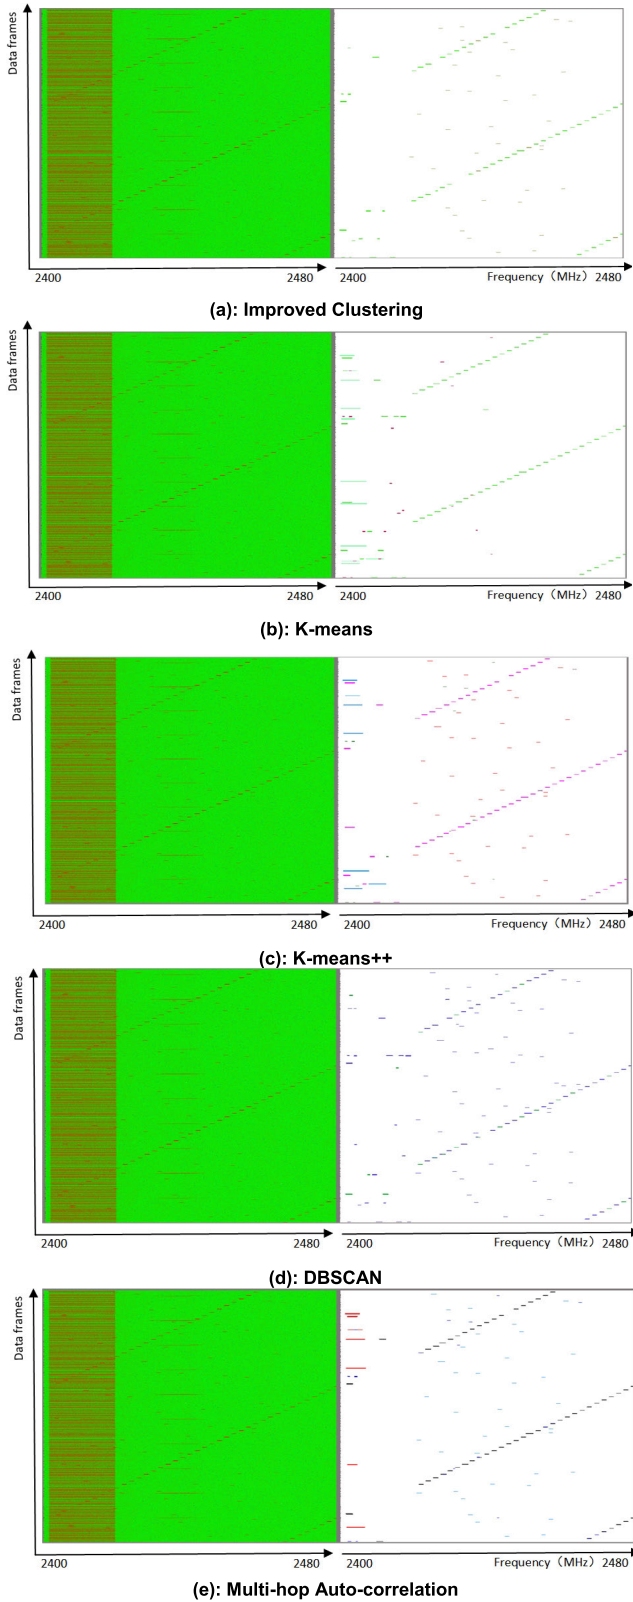 Data frames
2400
2480
2400
Frequency（MHz）2480
(a): Improved Clustering
Data frames
2400
2480
2400
Frequency（MHz）2480
(b): K-means
Data frames
2400
2480
2400
Frequency（MHz）2480
(c): K-means++
Data frames
2400
2480
2400
Frequency（MHz）2480
(d): DBSCAN
Data frames
2400
2480
2400
Frequency（MHz）2480
(e): Multi-hop Auto-correlation